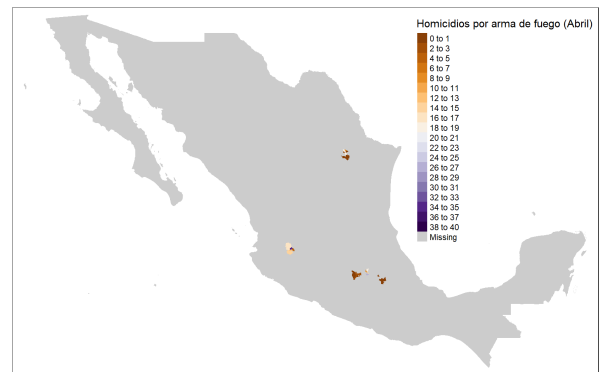 Homicidios por arma de fuego (Abril)
0 to 1
2 to 3
4 to 5
6 to 7
8 to 9
10 to 11
12 to 13
14 to 15
16 to 17
18 to 19
20 to 21
22 to 23
24 to 25
26 to 27
28 to 29
30 to 31
32 to 33
34 to 35
36 to 37
38 to 40
Missing